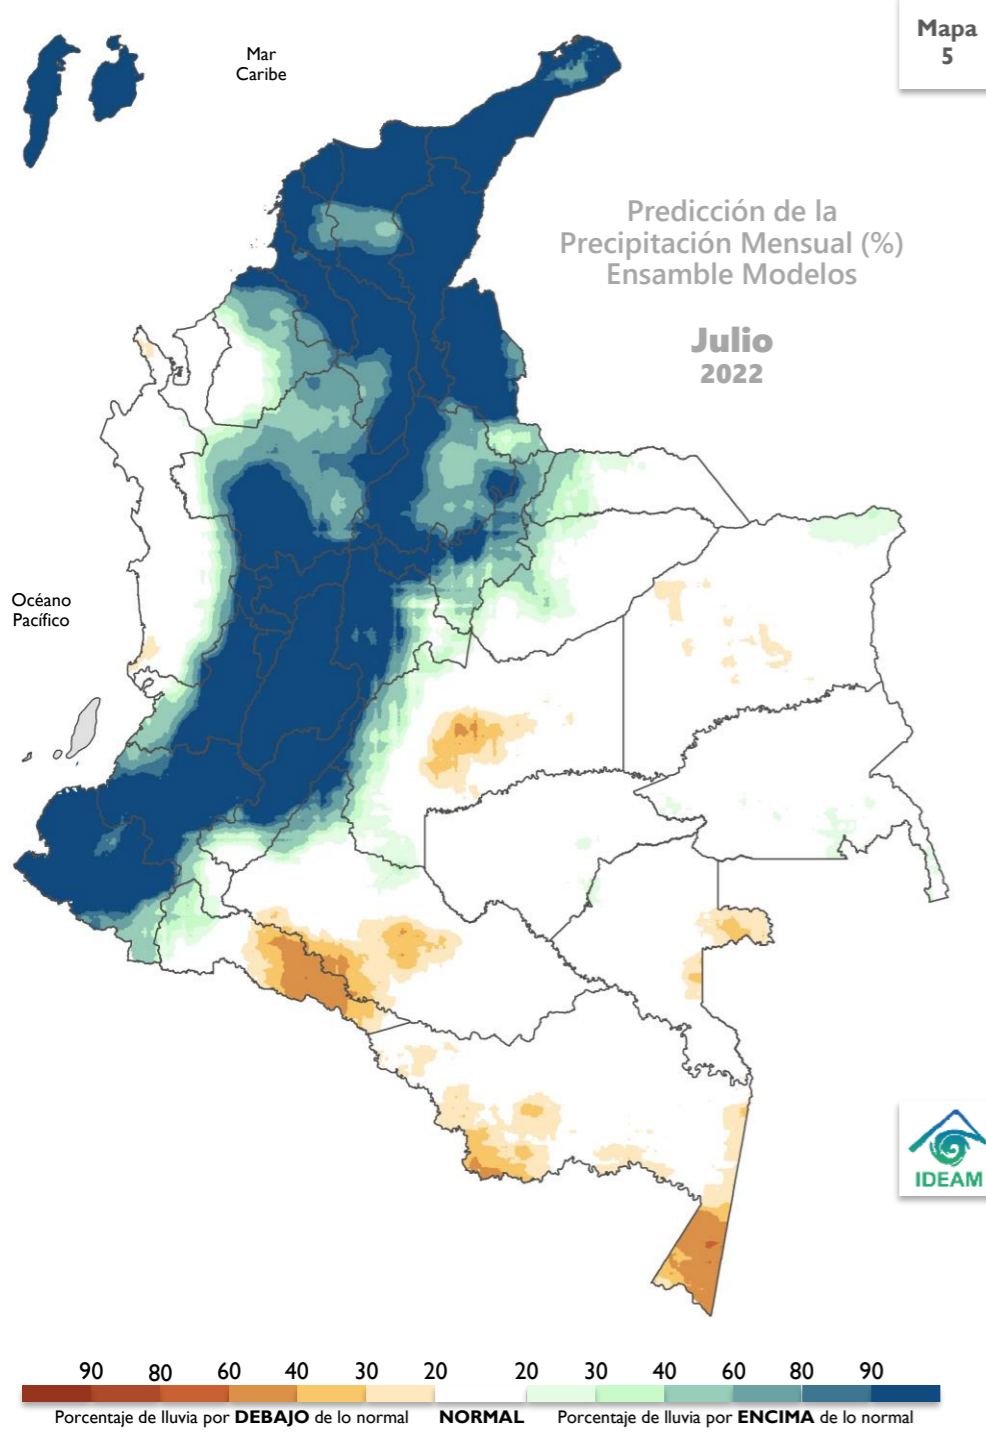 Mapa
5
Mar
Caribe
Predicción de la
Precipitación Mensual (%)
Ensamble Modelos
Julio
2022
Océano
Pacífico
IDEAM
90 80 60 40 30 20 20 30 40 60 80 90
Porcentaje de lluvia por DEBAJO de lo normal NORMAL Porcentaje de lluvia por ENCIMA de lo normal